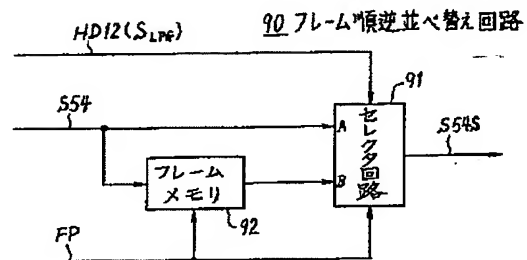 90 フレーム順逆並べ替え回路
HD12(SLPF)
91
S54
A
セレクタ回路
S54S
フレーム
メモリ
B
92
FP